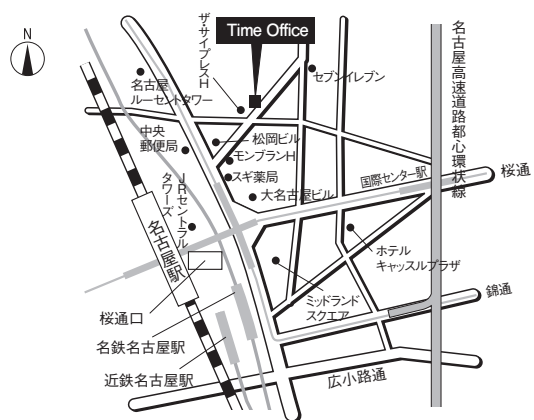 N
ザ・サイプレスH
Time Office
名古屋高速道路都心環状線
セブンイレブン
名古屋
ルーセントタワー
中央
郵便局
松岡ビル
モンブランH
スギ薬局
大名古屋ビル
国際センター駅
桜通
JRセントラル
タワーズ
名古屋駅
ホテル
キャッスルプラザ
ミッドランド
スクエア
錦通
桜通口
名鉄名古屋駅
近鉄名古屋駅
広小路通